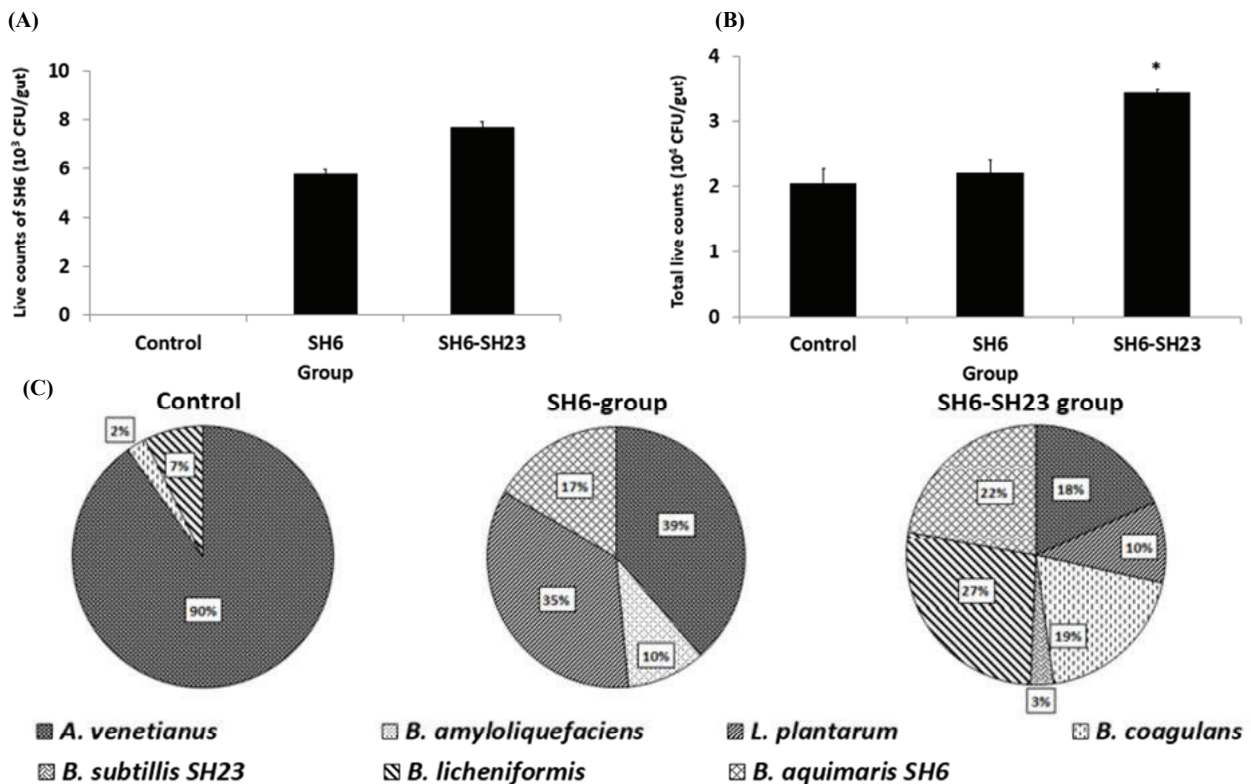 (A)
(B)
Live counts of SH6 (10³ CFU/gut)
10
8
6
4
2
0
Control
SH6
SH6-SH23
Group
Total live counts (10⁴ CFU/gut)
4
3
2
1
0
*
Control
SH6
SH6-SH23
Group
(C)
Control
2%
7%
90%
SH6-group
17%
39%
35%
10%
SH6-SH23 group
22%
18%
10%
27%
19%
3%
A. venetianus
B. amyloliquefaciens
L. plantarum
B. coagulans
B. subtillis SH23
B. licheniformis
B. aquimaris SH6